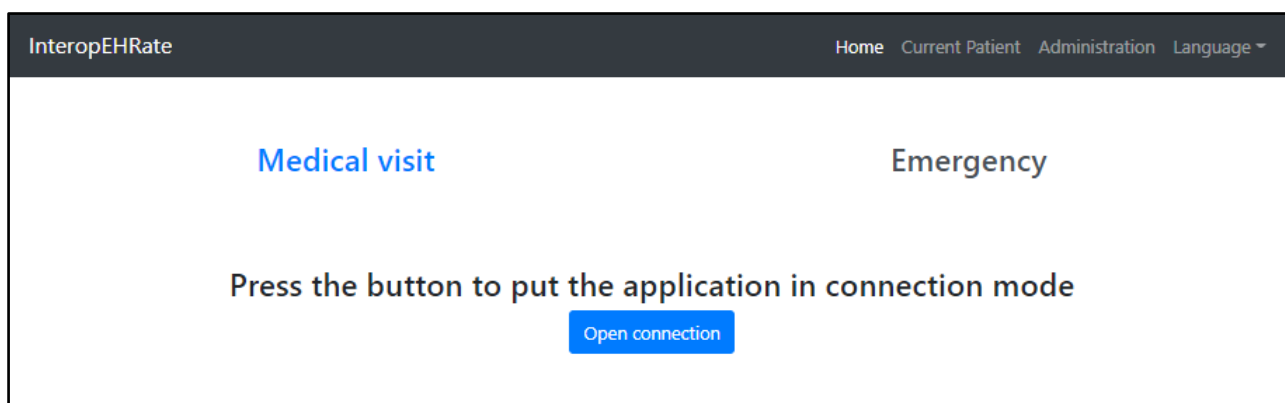 InteropEHRate Home Current Patient Administration Language
Medical visit Emergency
Press the button to put the application in connection mode
Open connection